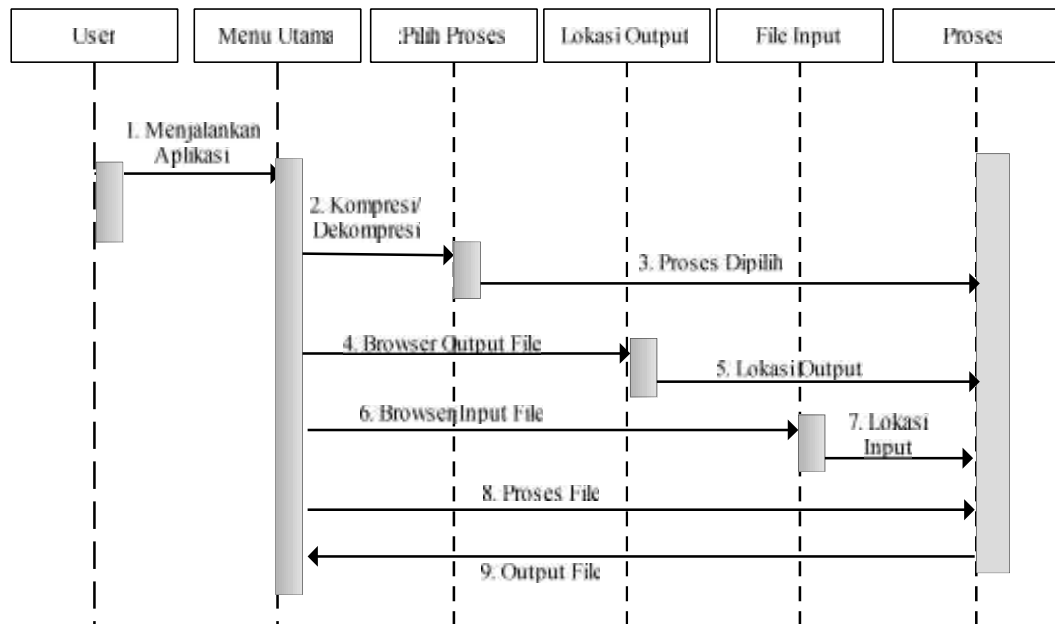 User
Menu Utama
:Pilih Proses
Lokasi Output
File Input
Proses
1. Menjalankan
Aplikasi
2. Kompresi/
Dekompresi
3. Proses Dipilih
4. Browser Output File
5. Lokasi Output
6. Browser Input File
7. Lokasi
Input
8. Proses File
9. Output File